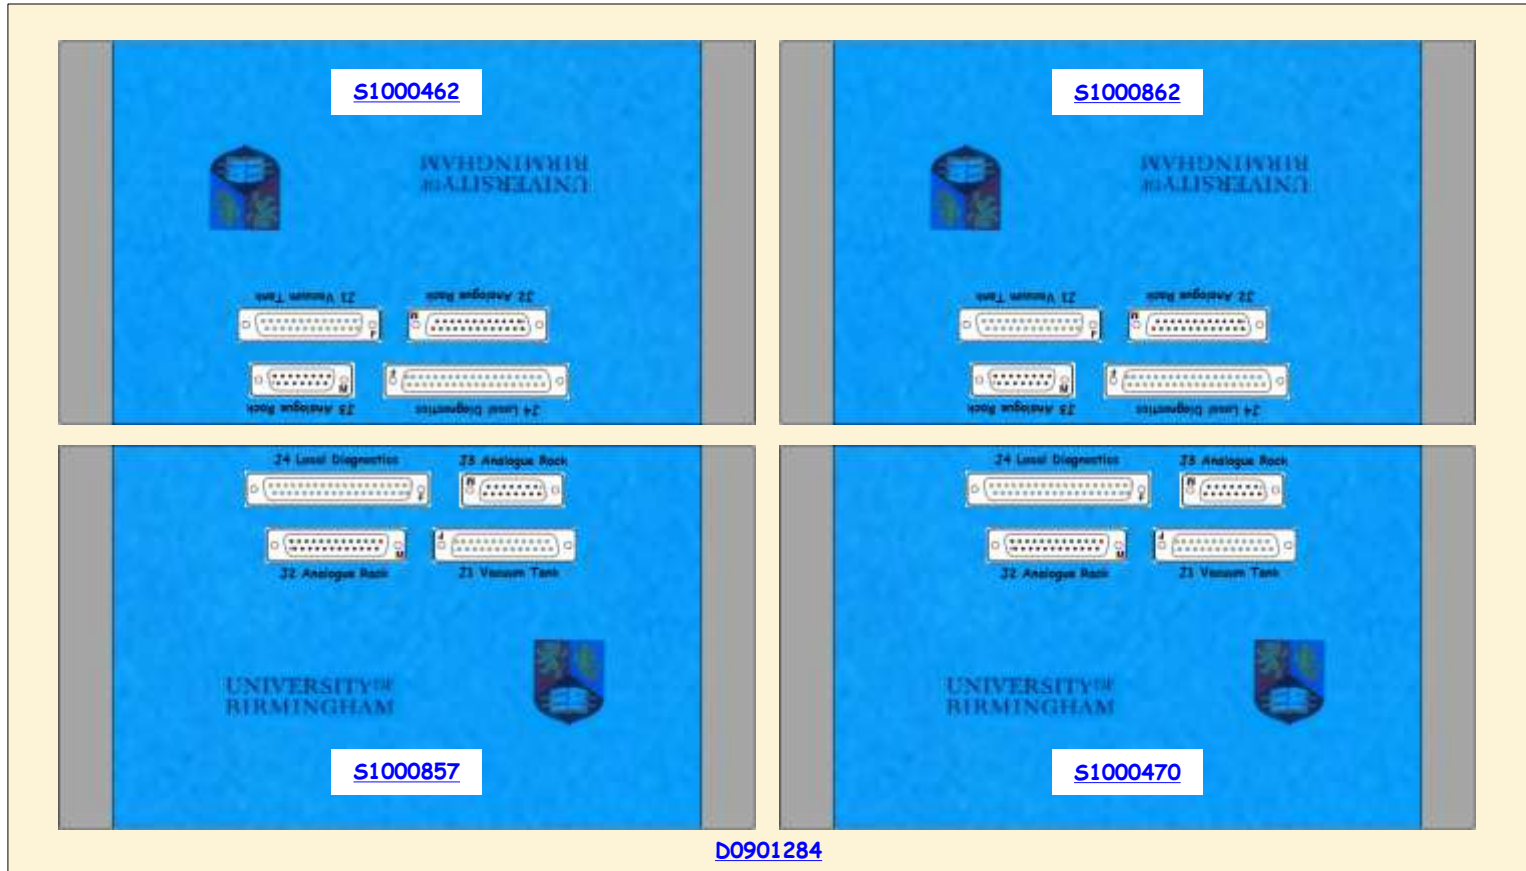 S1000462
UNIVERSITY OF
BIRMINGHAM
J1 Vacuum Tank
J2 Analogue Rack
J3 Analogue Rack
J4 Local Diagnostics
S1000862
UNIVERSITY OF
BIRMINGHAM
J1 Vacuum Tank
J2 Analogue Rack
J3 Analogue Rack
J4 Local Diagnostics
J4 Local Diagnostics
J3 Analogue Rack
M
F
J2 Analogue Rack
J1 Vacuum Tank
M
F
UNIVERSITY OF
BIRMINGHAM
S1000857
J4 Local Diagnostics
J3 Analogue Rack
M
F
J2 Analogue Rack
J1 Vacuum Tank
M
F
UNIVERSITY OF
BIRMINGHAM
S1000470
D0901284